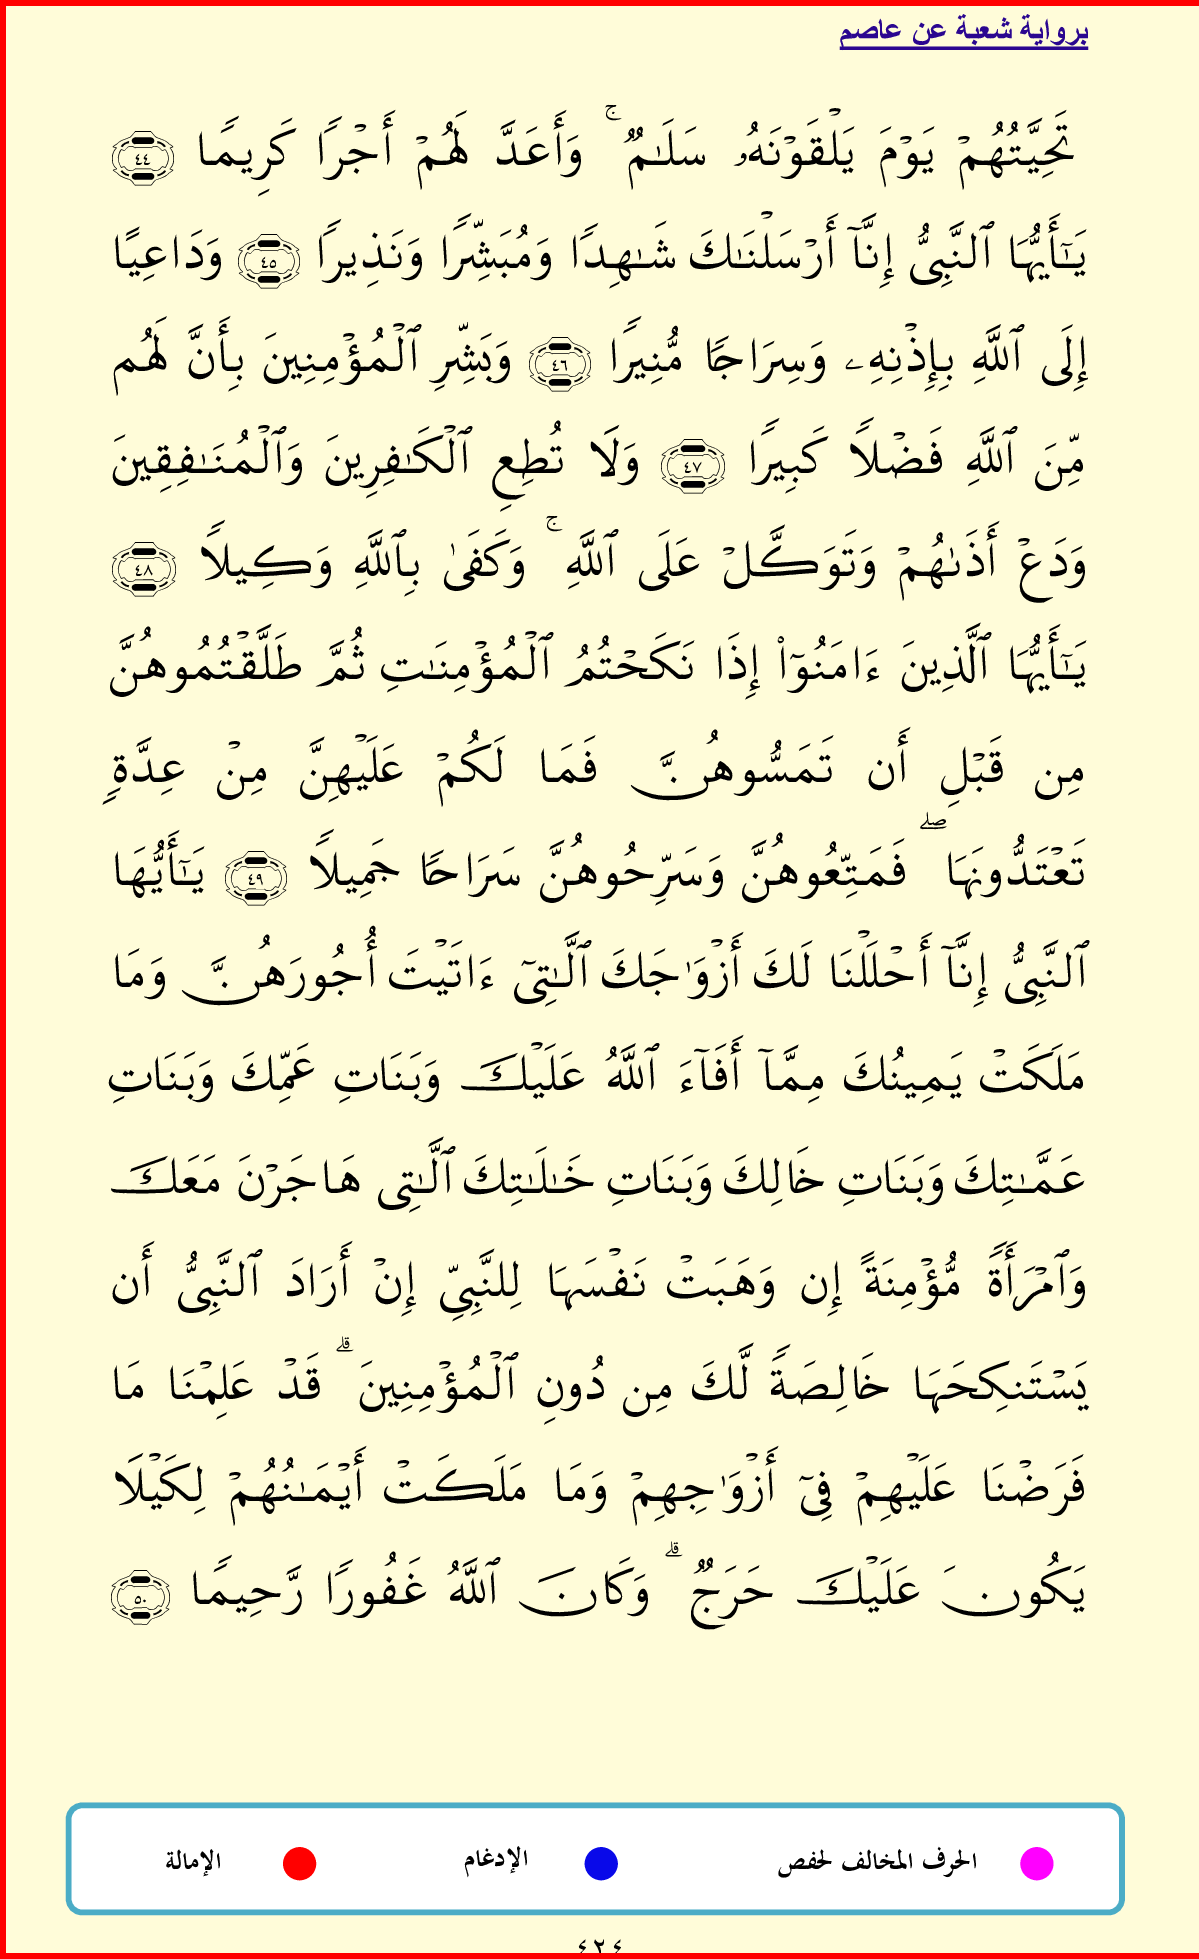 برواية شعبة عن عاصم
تَحِيَّتُهُمۡ يَوۡمَ يَلۡقَوۡنَهُۥ سَلَٰمٞۚ وَأَعَدَّ لَهُمۡ أَجۡرٗا كَرِيمٗا ٤٤
يَٰٓأَيُّهَا ٱلنَّبِيُّ إِنَّآ أَرۡسَلۡنَٰكَ شَٰهِدٗا وَمُبَشِّرٗا وَنَذِيرٗا ٤٥ وَدَاعِيًا
إِلَى ٱللَّهِ بِإِذۡنِهِۦ وَسِرَاجٗا مُّنِيرٗا ٤٦ وَبَشِّرِ ٱلۡمُؤۡمِنِينَ بِأَنَّ لَهُم
مِّنَ ٱللَّهِ فَضۡلٗا كَبِيرٗا ٤٧ وَلَا تُطِعِ ٱلۡكَٰفِرِينَ وَٱلۡمُنَٰفِقِينَ
وَدَعۡ أَذَىٰهُمۡ وَتَوَكَّلۡ عَلَى ٱللَّهِۚ وَكَفَىٰ بِٱللَّهِ وَكِيلٗا ٤٨
يَٰٓأَيُّهَا ٱلَّذِينَ ءَامَنُوٓاْ إِذَا نَكَحۡتُمُ ٱلۡمُؤۡمِنَٰتِ ثُمَّ طَلَّقۡتُمُوهُنَّ
مِن قَبۡلِ أَن تَمَسُّوهُنَّ فَمَا لَكُمۡ عَلَيۡهِنَّ مِنۡ عِدَّةٖ
تَعۡتَدُّونَهَاۖ فَمَتِّعُوهُنَّ وَسَرِّحُوهُنَّ سَرَاحٗا جَمِيلٗا ٤٩ يَٰٓأَيُّهَا
ٱلنَّبِيُّ إِنَّآ أَحۡلَلۡنَا لَكَ أَزۡوَٰجَكَ ٱلَّٰتِيٓ ءَاتَيۡتَ أُجُورَهُنَّ وَمَا
مَلَكَتۡ يَمِينُكَ مِمَّآ أَفَآءَ ٱللَّهُ عَلَيۡكَ وَبَنَاتِ عَمِّكَ وَبَنَاتِ
عَمَّٰتِكَ وَبَنَاتِ خَالِكَ وَبَنَاتِ خَٰلَٰتِكَ ٱلَّٰتِي هَاجَرۡنَ مَعَكَ
وَٱمۡرَأَةٗ مُّؤۡمِنَةً إِن وَهَبَتۡ نَفۡسَهَا لِلنَّبِيِّ إِنۡ أَرَادَ ٱلنَّبِيُّ أَن
يَسۡتَنكِحَهَا خَالِصَةٗ لَّكَ مِن دُونِ ٱلۡمُؤۡمِنِينَۗ قَدۡ عَلِمۡنَا مَا
فَرَضۡنَا عَلَيۡهِمۡ فِيٓ أَزۡوَٰجِهِمۡ وَمَا مَلَكَتۡ أَيۡمَٰنُهُمۡ لِكَيۡلَا
يَكُونَ عَلَيۡكَ حَرَجٞۗ وَكَانَ ٱللَّهُ غَفُورٗا رَّحِيمٗا ٥٠
الحرف المخالف لحفص الإدغام الإمالة
٤٢٤